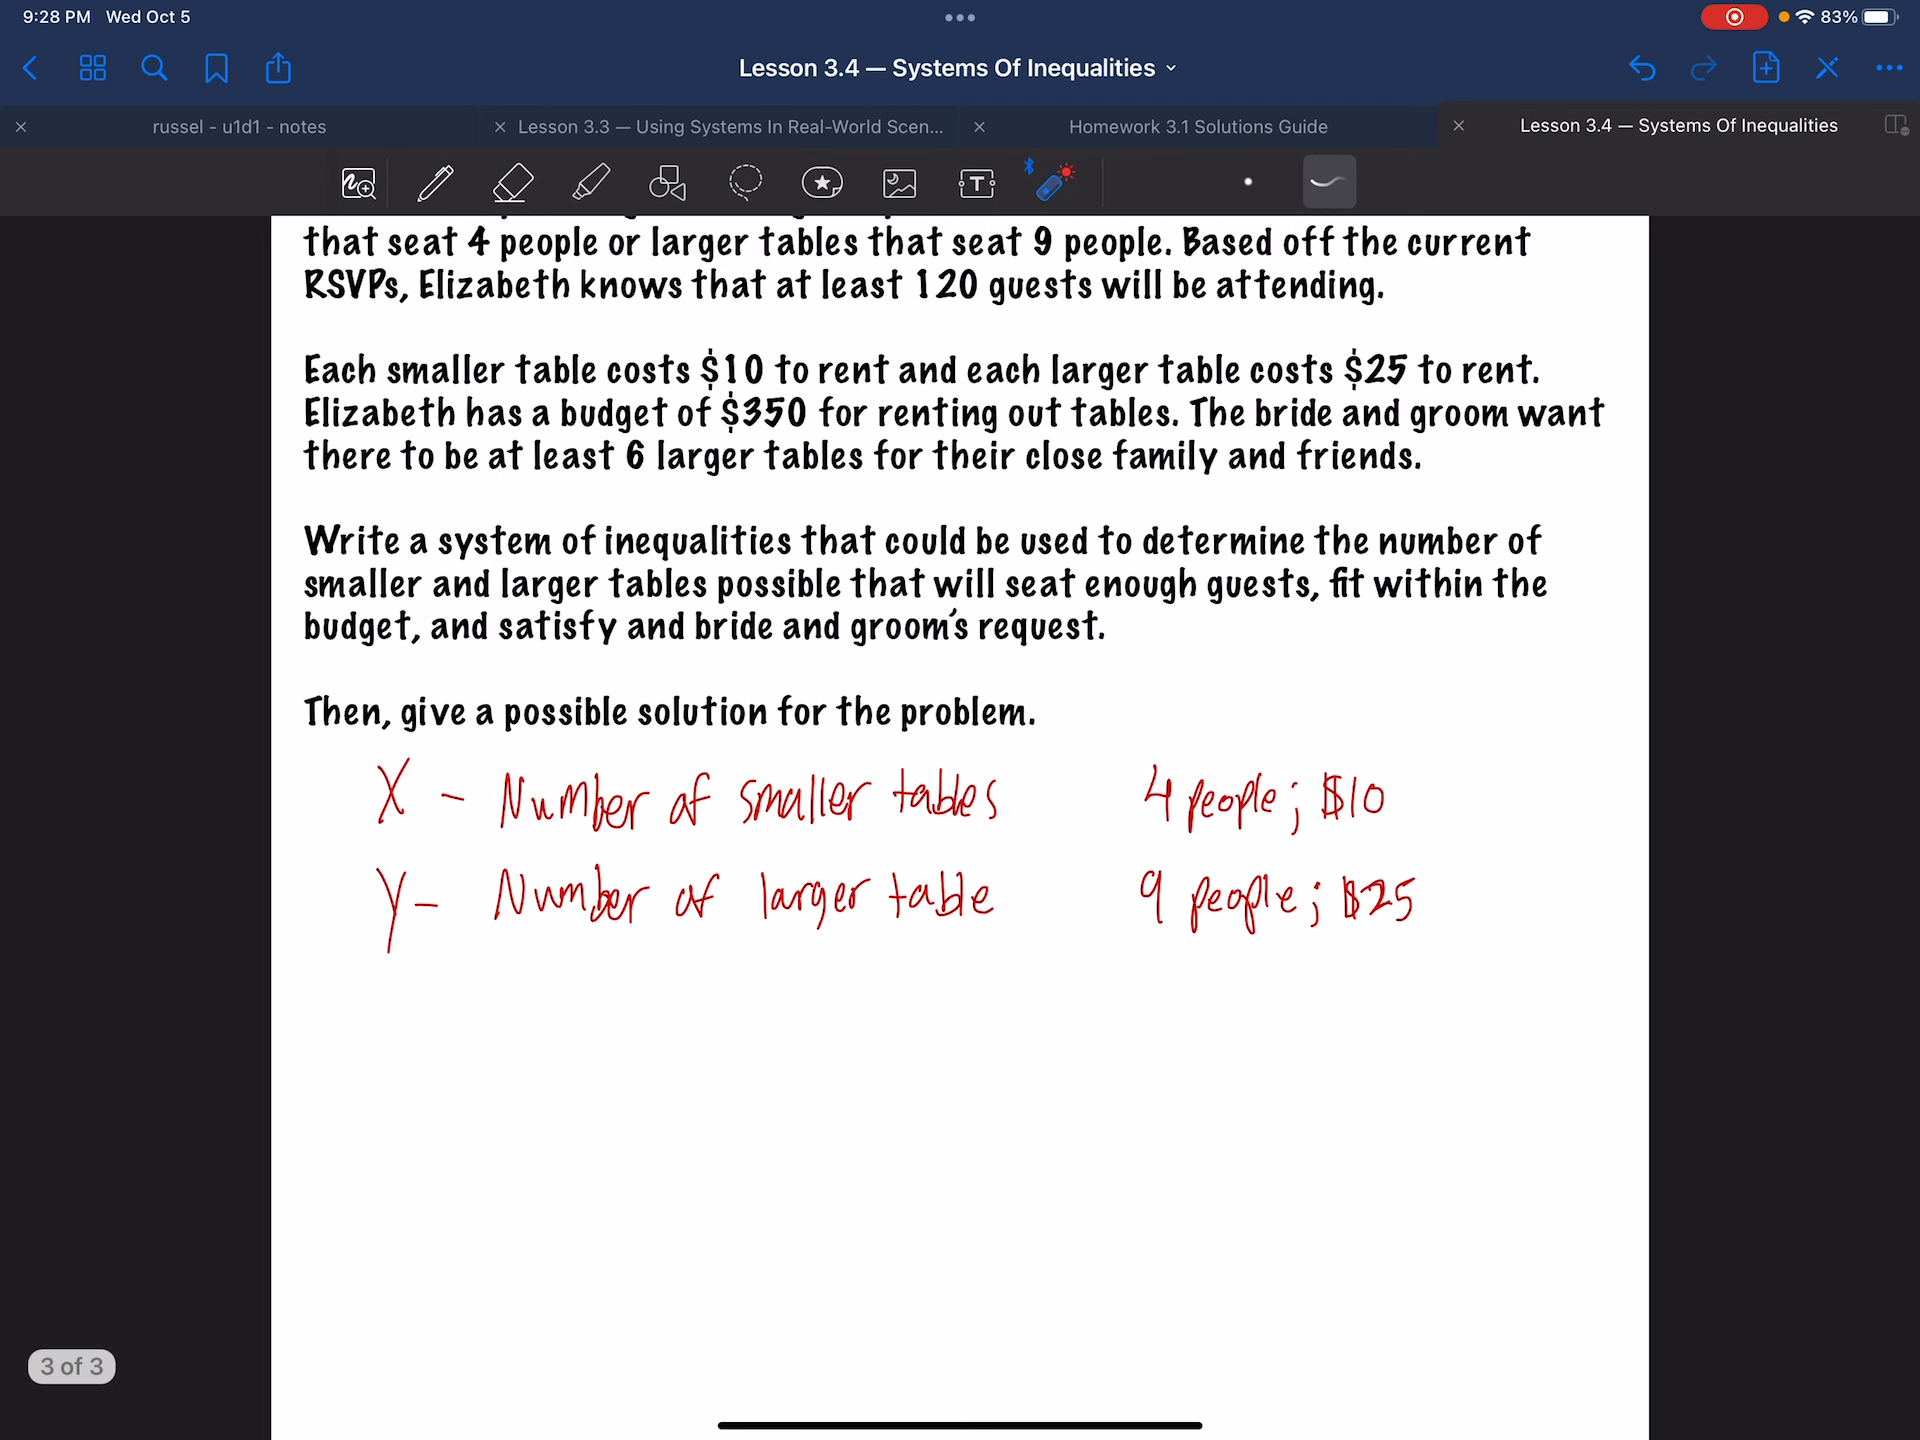 9:28 PM Wed Oct 5
83%
Lesson 3.4 — Systems Of Inequalities
russel - u1d1 - notes
Lesson 3.3 — Using Systems In Real-World Scen...
Homework 3.1 Solutions Guide
Lesson 3.4 — Systems Of Inequalities
that seat 4 people or larger tables that seat 9 people. Based off the current
RSVPs, Elizabeth knows that at least 120 guests will be attending.
Each smaller table costs $10 to rent and each larger table costs $25 to rent.
Elizabeth has a budget of $350 for renting out tables. The bride and groom want
there to be at least 6 larger tables for their close family and friends.
Write a system of inequalities that could be used to determine the number of
smaller and larger tables possible that will seat enough guests, fit within the
budget, and satisfy and bride and groom's request.
Then, give a possible solution for the problem.
X - Number of smaller tables 4 people; $10
Y - Number of larger table 9 people; $25
3 of 3